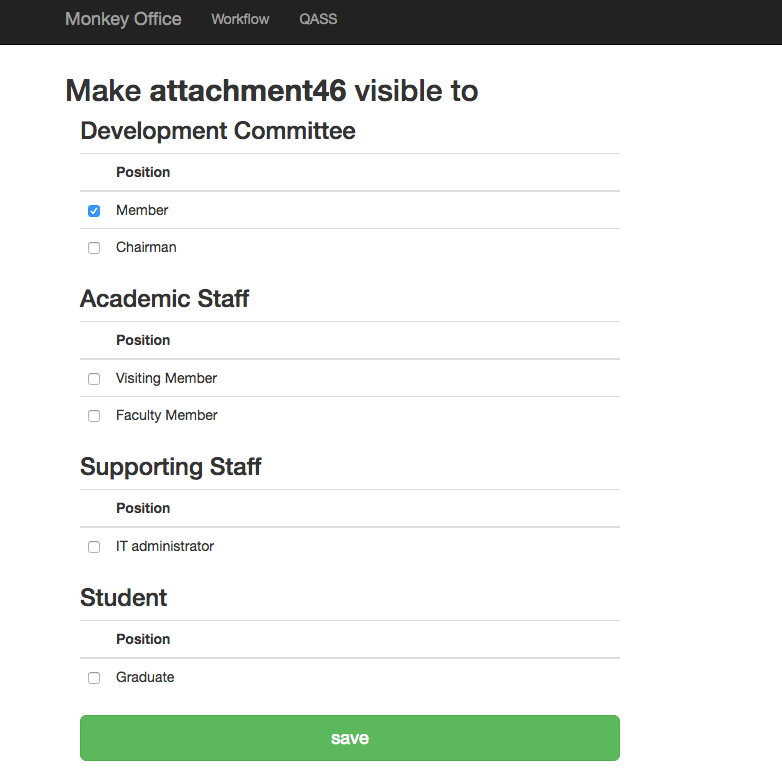 Monkey Office Workflow QASS
Make attachment46 visible to
Development Committee
Position
Member
Chairman
Academic Staff
Position
Visiting Member
Faculty Member
Supporting Staff
Position
IT administrator
Student
Position
Graduate
save